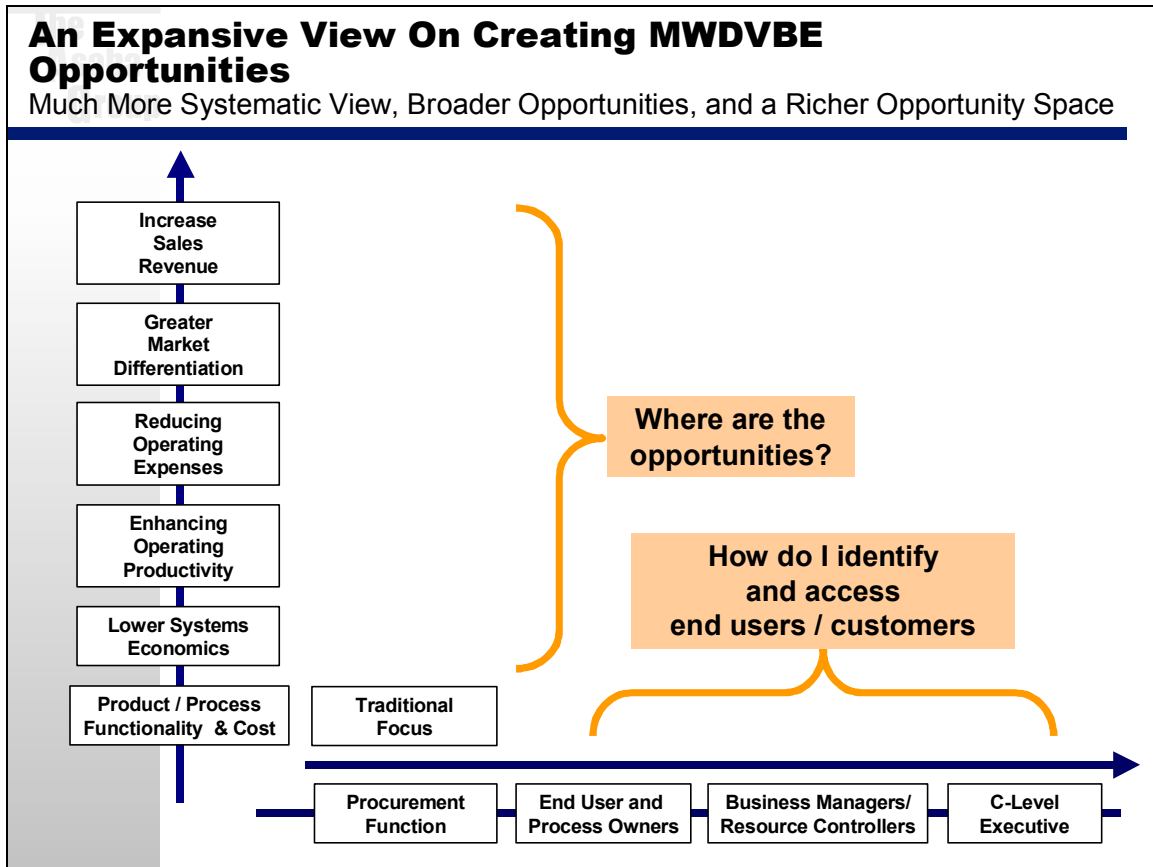 The
Group
An Expansive View On Creating MWDVBE
Opportunities
Much More Systematic View, Broader Opportunities, and a Richer Opportunity Space
Increase
Sales
Revenue
Greater
Market
Differentiation
Reducing
Operating
Expenses
Enhancing
Operating
Productivity
Lower Systems
Economics
Product / Process
Functionality & Cost
Traditional
Focus
Where are the
opportunities?
How do I identify
and access
end users / customers
Procurement
Function
End User and
Process Owners
Business Managers/
Resource Controllers
C-Level
Executive